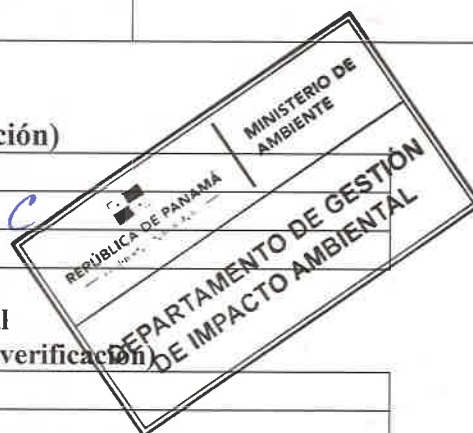 ción)
C
REPÚBLICA DE PANAMÁ
MINISTERIO DE
AMBIENTE
DEPARTAMENTO DE GESTIÓN
DE IMPACTO AMBIENTAL
verificación)